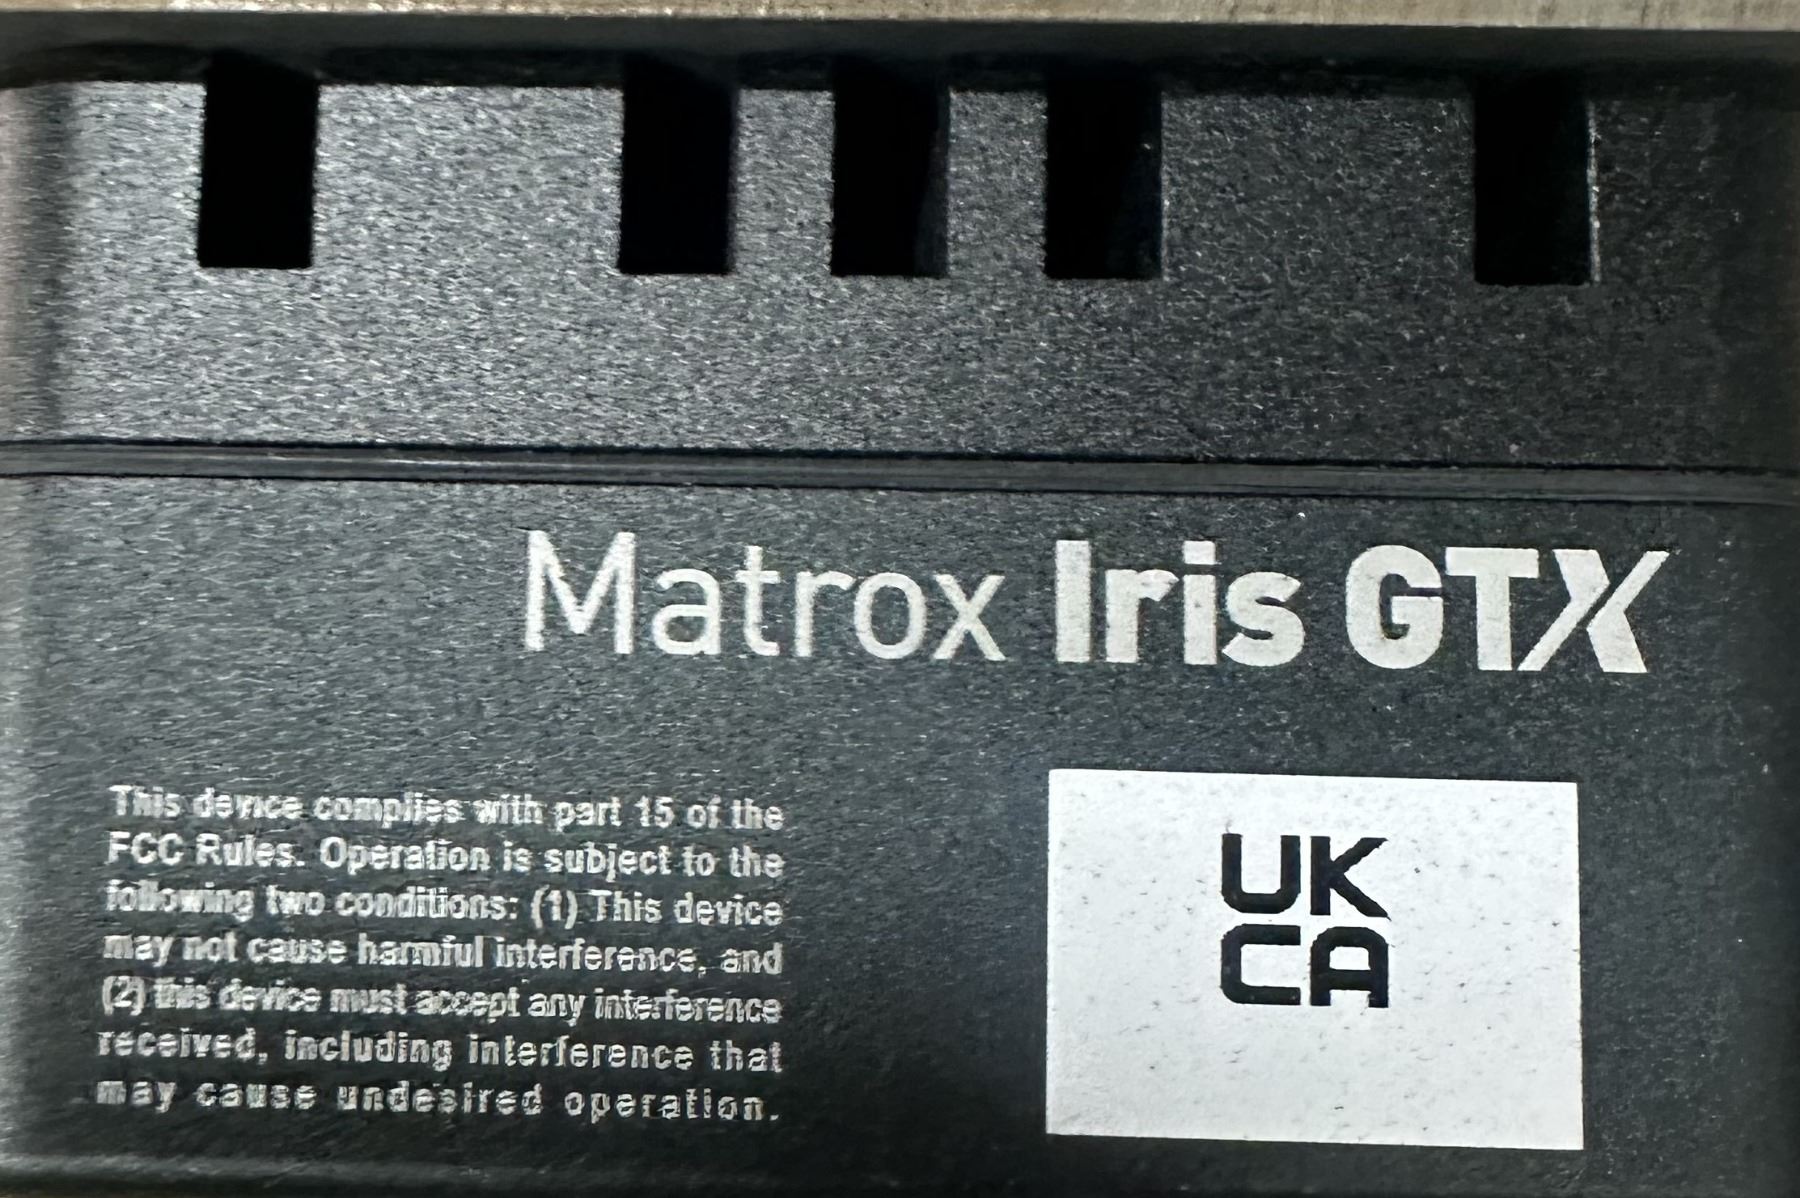 Matrox Iris GTX
This device complies with part 15 of the
FCC Rules. Operation is subject to the
following two conditions: (1) This device
may not cause harmful interference, and
(2) this device must accept any interference
received, including interference that
may cause undesired operation.
UK
CA